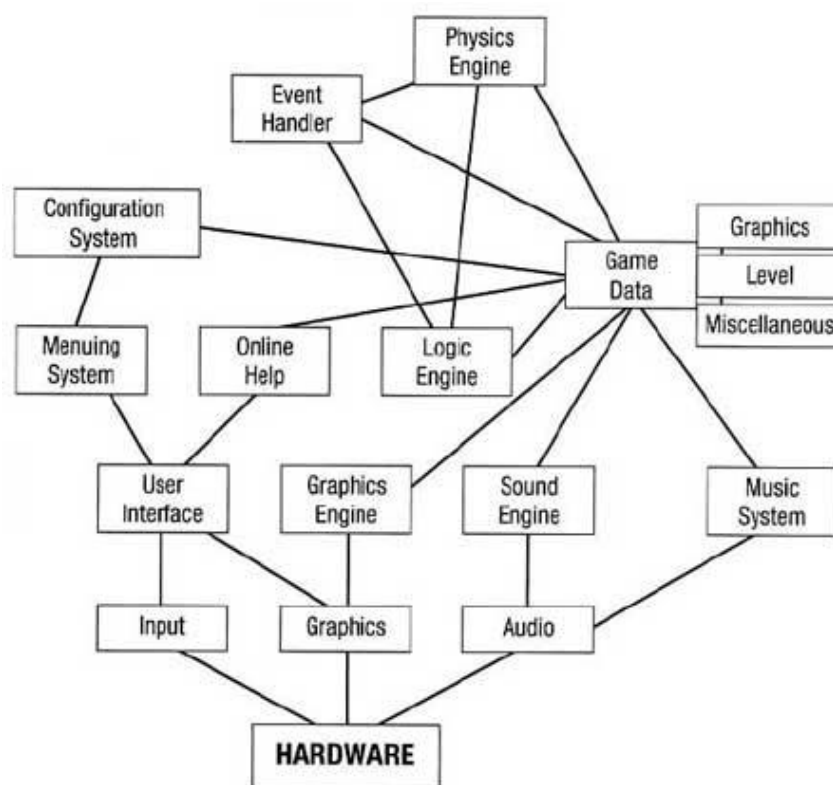 Physics
Engine
Event
Handler
Configuration
System
Graphics
Game
Data
Level
Miscellaneous
Menuing
System
Online
Help
Logic
Engine
User
Interface
Graphics
Engine
Sound
Engine
Music
System
Input
Graphics
Audio
HARDWARE